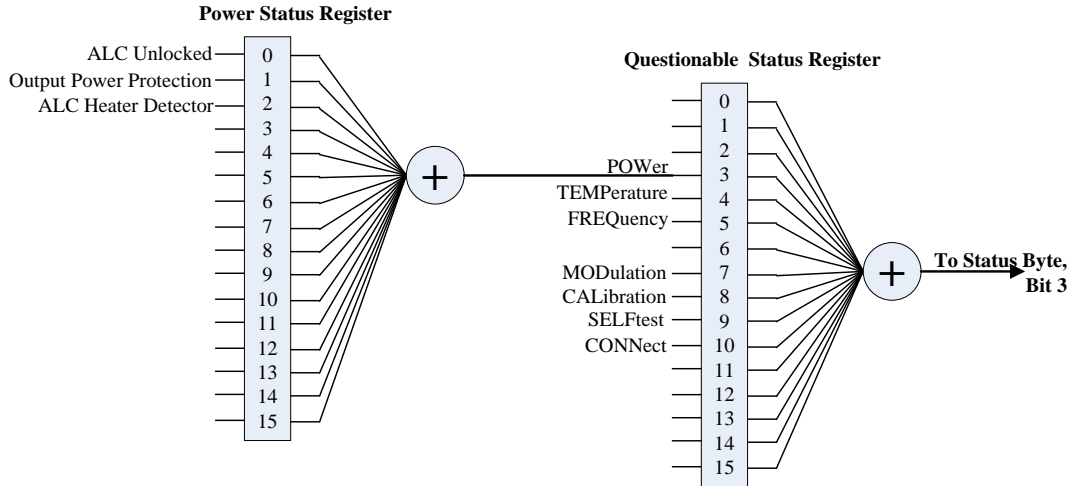 Power Status Register
ALC Unlocked
Output Power Protection
ALC Heater Detector
0
1
2
3
4
5
6
7
8
9
10
11
12
13
14
15
+
Questionable Status Register
POWer
TEMPerature
FREQuency
MODulation
CALibration
SELFtest
CONNect
0
1
2
3
4
5
6
7
8
9
10
11
12
13
14
15
+
To Status Byte,
Bit 3